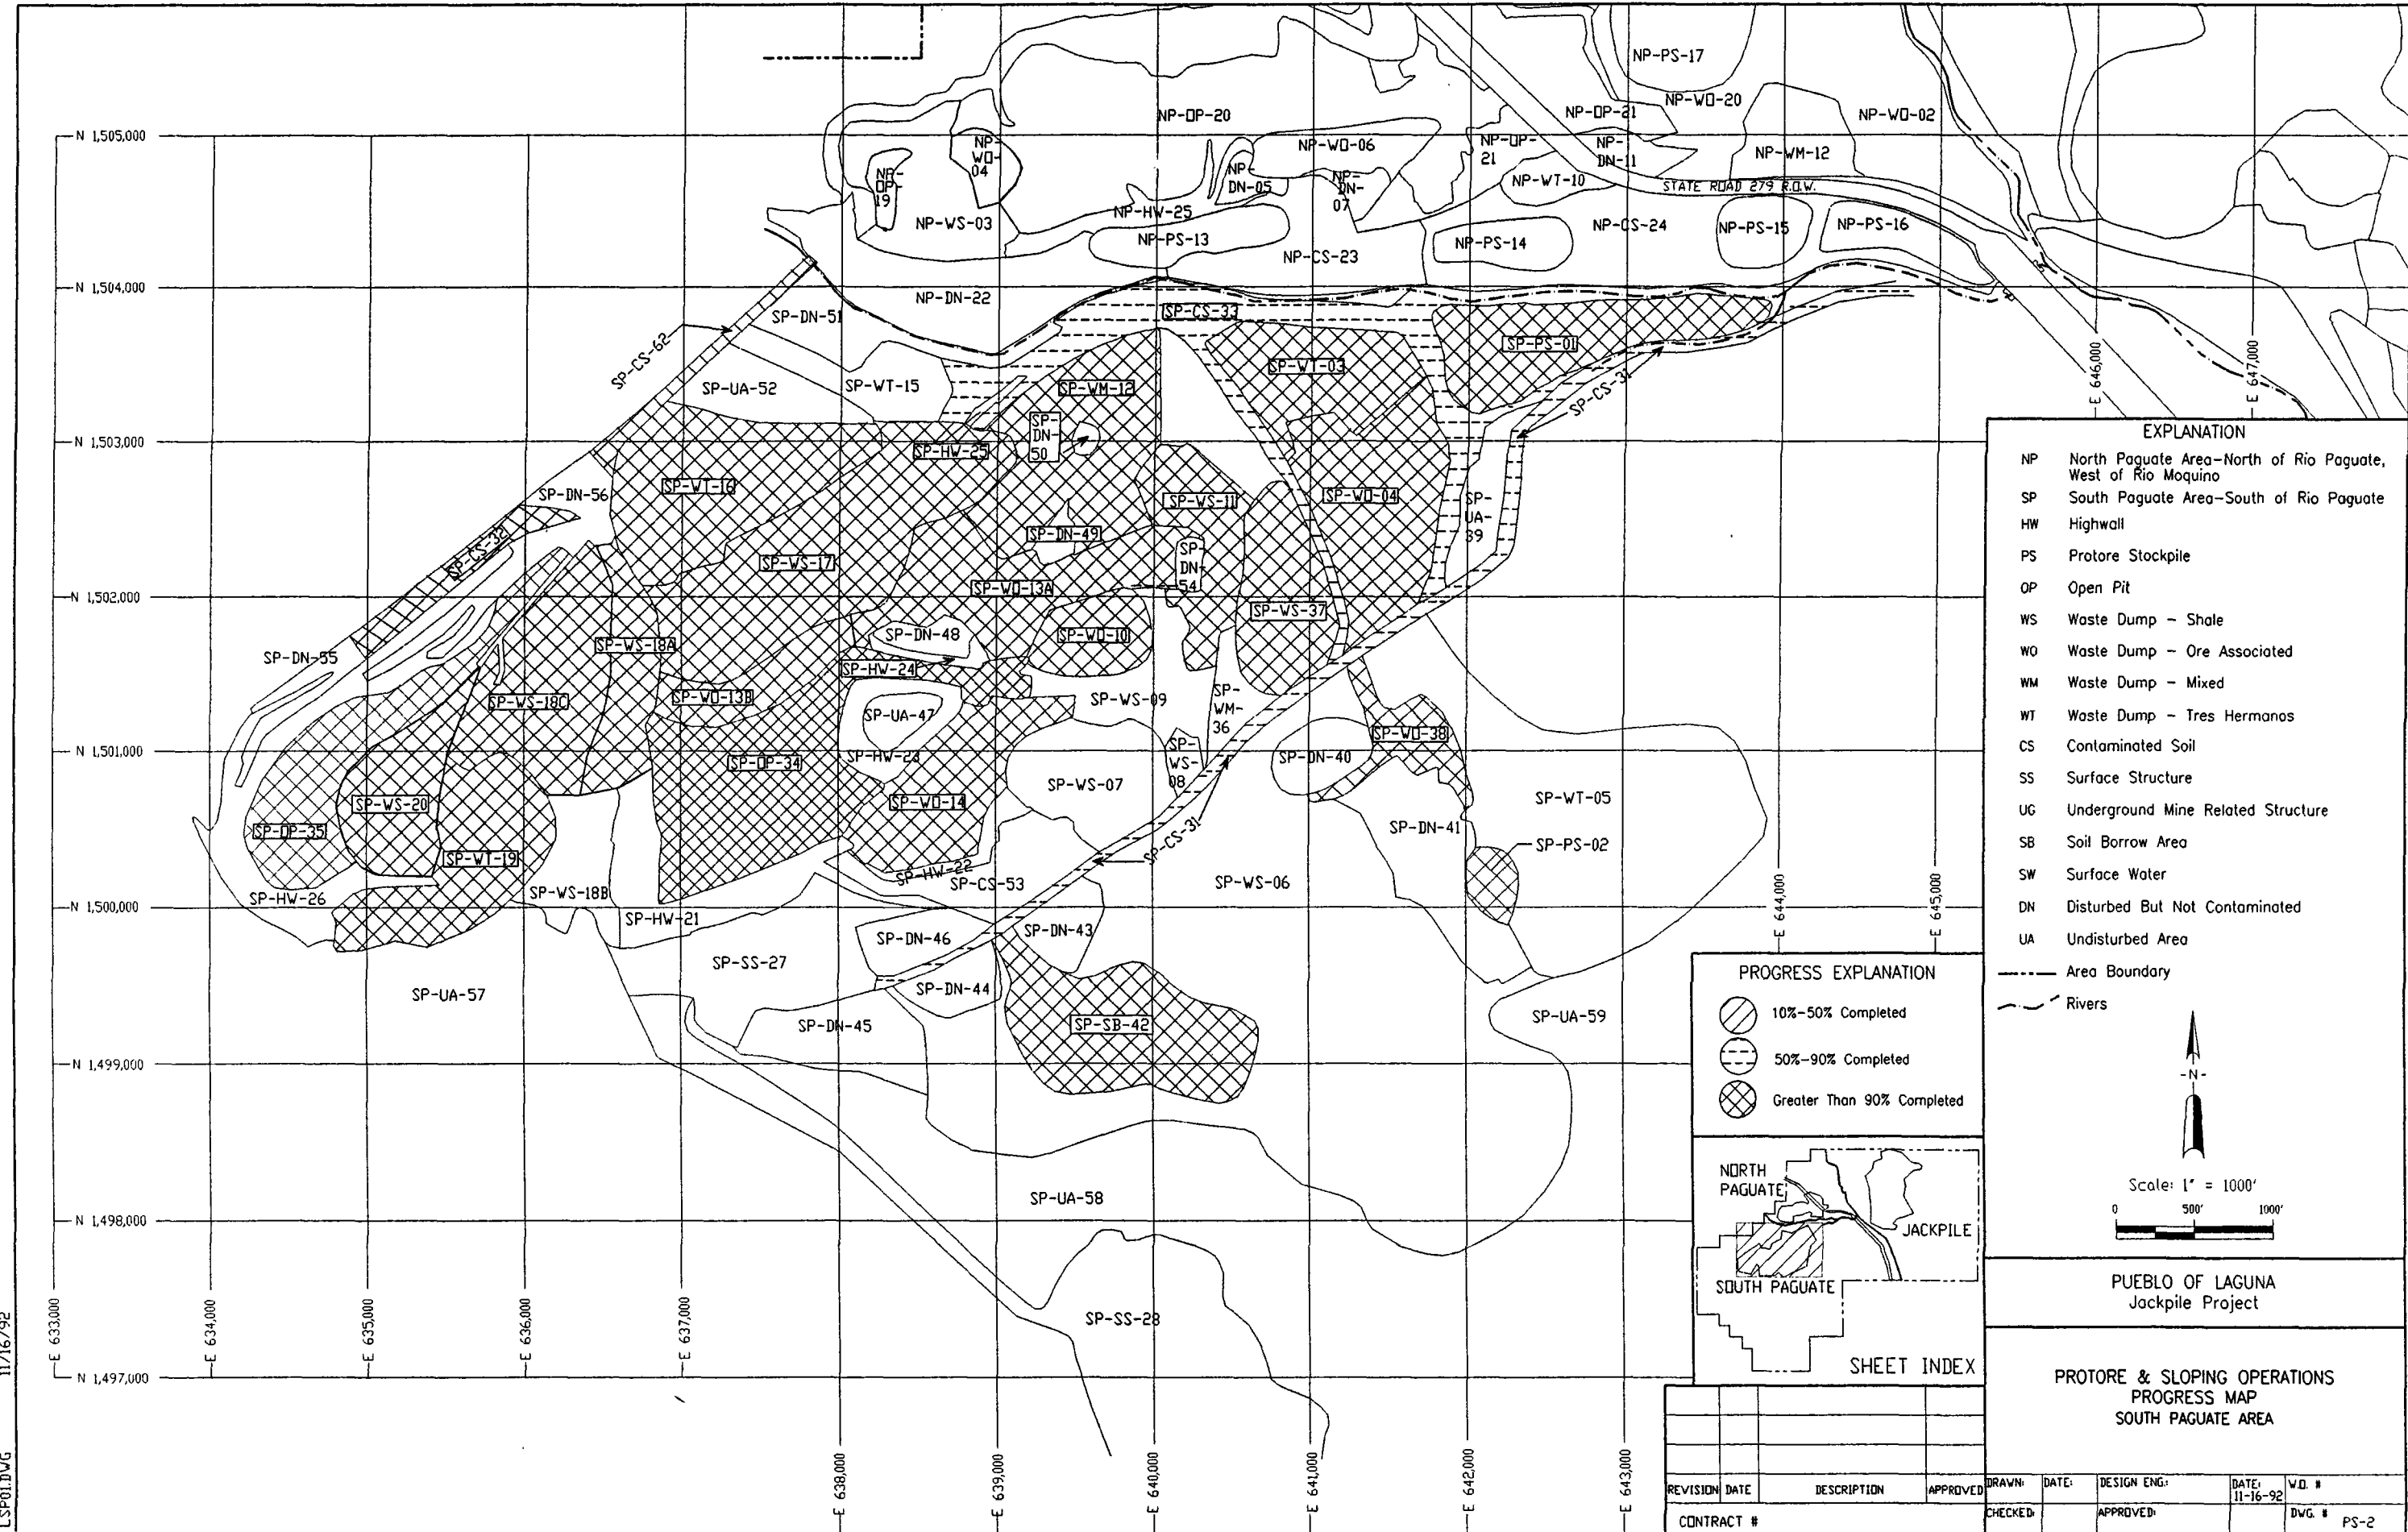 NP-PS-17
NP-WO-20
NP-OP-20
NP-OP-21
NP-WO-02
N 1,505,000
NP-
WO-
04
NP-WO-06
NP-OP-
21
NP-
DN-11
NP-WM-12
NP-
OP-
19
NP-
DN-05
NP-
DN-
07
NP-WT-10
STATE ROAD 279 R.O.W.
NP-WS-03
NP-HW-25
NP-PS-13
NP-CS-23
NP-PS-14
NP-CS-24
NP-PS-15
NP-PS-16
N 1,504,000
NP-DN-22
SP-DN-51
SP-CS-33
SP-CS-62
SP-PS-01
SP-WT-03
SP-UA-52
SP-WT-15
SP-WM-12
SP-CS-31
E 646,000
E 647,000
N 1,503,000
SP-
DN-
50
SP-HW-25
SP-WT-16
SP-DN-56
SP-WS-11
SP-WO-04
SP-
UA-
39
SP-CS-32
SP-DN-49
SP-WS-17
SP-
DN-
54
SP-WO-13A
N 1,502,000
SP-WS-37
SP-WS-18A
SP-DN-48
SP-WO-10
SP-DN-55
SP-HW-24
SP-WS-18C
SP-WO-13B
SP-WS-09
SP-
WM-
36
SP-UA-47
SP-WO-38
N 1,501,000
SP-OP-34
SP-HW-23
SP-
WS-
08
SP-DN-40
SP-WS-07
SP-WS-20
SP-WO-14
SP-WT-05
SP-OP-35
SP-DN-41
SP-PS-02
SP-WT-19
SP-CS-31
SP-HW-22
SP-CS-53
SP-WS-06
SP-HW-26
SP-WS-18B
N 1,500,000
SP-HW-21
E 644,000
E 645,000
SP-DN-46
SP-DN-43
SP-SS-27
SP-UA-57
SP-DN-44
SP-DN-45
SP-SB-42
SP-UA-59
N 1,499,000
SP-UA-58
N 1,498,000
SP-SS-28
E 633,000
E 634,000
E 635,000
E 636,000
E 637,000
N 1,497,000
E 638,000
E 639,000
E 640,000
E 641,000
E 642,000
E 643,000
EXPLANATION
NP North Paguate Area-North of Rio Paguate,
West of Rio Moquino
SP South Paguate Area-South of Rio Paguate
HW Highwall
PS Protore Stockpile
OP Open Pit
WS Waste Dump - Shale
WO Waste Dump - Ore Associated
WM Waste Dump - Mixed
WT Waste Dump - Tres Hermanos
CS Contaminated Soil
SS Surface Structure
UG Underground Mine Related Structure
SB Soil Borrow Area
SW Surface Water
DN Disturbed But Not Contaminated
UA Undisturbed Area
Area Boundary
Rivers
-N-
Scale: 1" = 1000'
0 500' 1000'
PROGRESS EXPLANATION
10%-50% Completed
50%-90% Completed
Greater Than 90% Completed
NORTH
PAGUATE
JACKPILE
SOUTH PAGUATE
SHEET INDEX
PUEBLO OF LAGUNA
Jackpile Project
PROTORE & SLOPING OPERATIONS
PROGRESS MAP
SOUTH PAGUATE AREA
REVISION DATE DESCRIPTION APPROVED
CONTRACT #
DRAWN: DATE: DESIGN ENG.: DATE: 11-16-92 W.O. #
CHECKED: APPROVED: DWG. # PS-2
LSP01.DWG 11/16/92